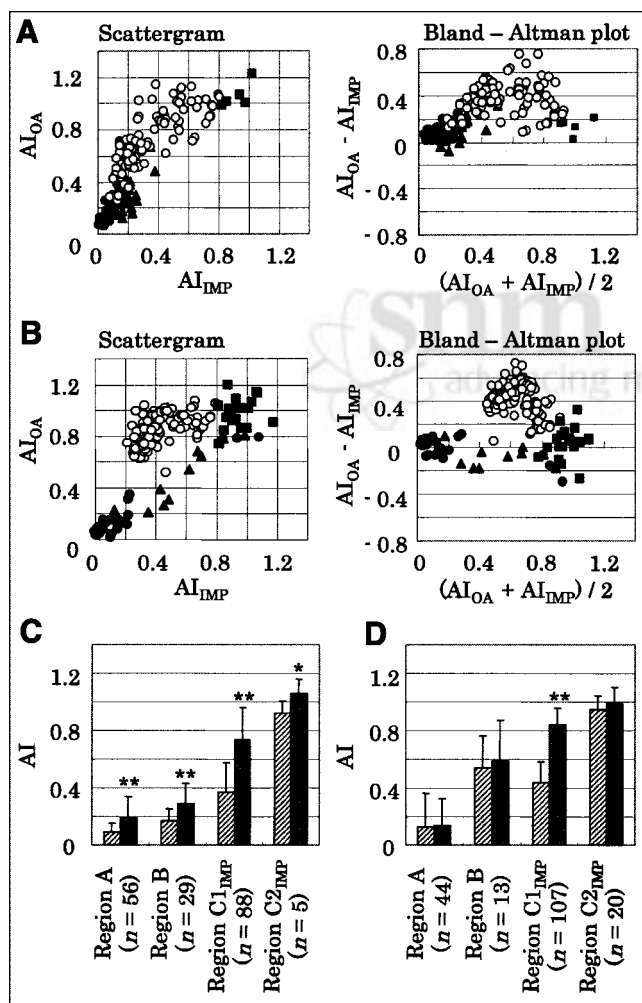 A
Scattergram
Bland – Altman plot
1.2
0.8
0.4
0
AI_OA
0 0.4 0.8 1.2
AI_IMP
0.8
0.4
0
- 0.4
- 0.8
AI_OA - AI_IMP
0 0.4 0.8 1.2
(AI_OA + AI_IMP) / 2
snm
B
Scattergram
Bland – Altman plot
1.2
0.8
0.4
0
AI_OA
0 0.4 0.8 1.2
AI_IMP
0.8
0.4
0
- 0.4
- 0.8
AI_OA - AI_IMP
0 0.4 0.8 1.2
(AI_OA + AI_IMP) / 2
advancing m
C
1.2
0.8
0.4
0
AI
** ** ** *
Region A
(n = 56)
Region B
(n = 29)
Region C1_IMP
(n = 88)
Region C2_IMP
(n = 5)
D
1.2
0.8
0.4
0
AI
**
Region A
(n = 44)
Region B
(n = 13)
Region C1_IMP
(n = 107)
Region C2_IMP
(n = 20)